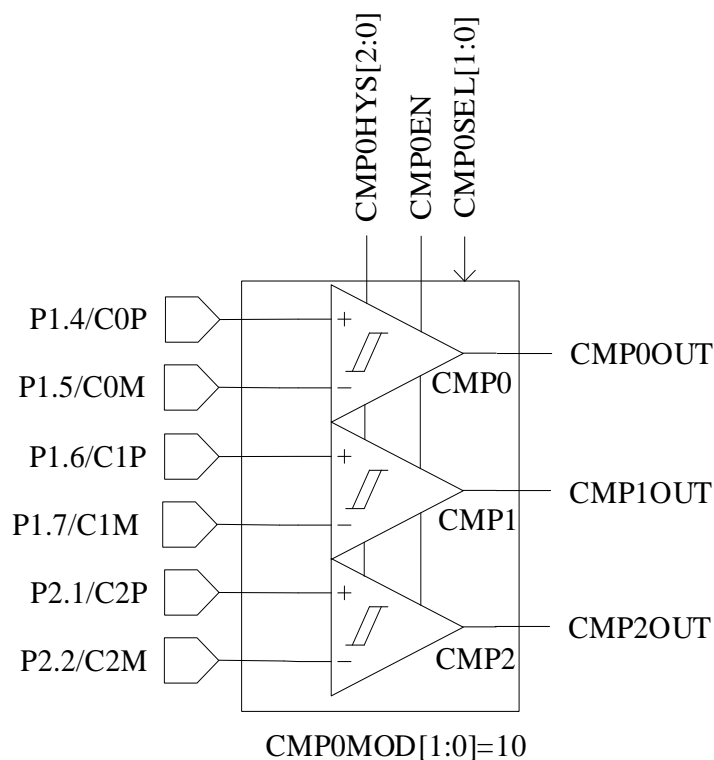 CMP0HYS[2:0]
CMP0EN
CMP0SEL[1:0]
P1.4/C0P
+
CMP0OUT
P1.5/C0M
−
CMP0
P1.6/C1P
+
CMP1OUT
P1.7/C1M
−
CMP1
P2.1/C2P
+
CMP2OUT
P2.2/C2M
−
CMP2
CMP0MOD[1:0]=10